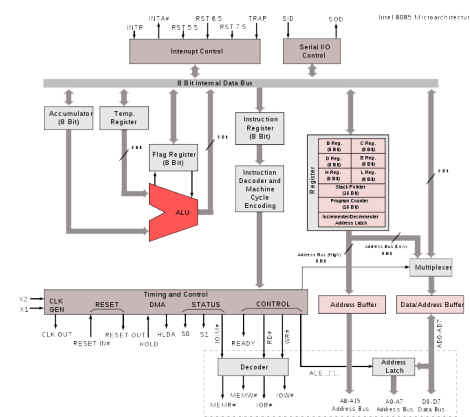 Intel 8085 Microarchitectur
INTR
INTA#
RST 5.5
RST 6.5
RST 7.5
TRAP
SID
SOD
Interrupt Control
Serial I/O
Control
8 Bit internal Data Bus
Accumulator
(8 Bit)
Temp.
Register
8 Bit
Flag Register
(8 Bit)
8 Bit
ALU
Instruction
Register
(8 Bit)
Instruction
Decoder and
Machine
Cycle
Encoding
Register
B Reg.
(8 Bit)
C Reg.
(8 Bit)
D Reg.
(8 Bit)
E Reg.
(8 Bit)
H Reg.
(8 Bit)
L Reg.
(8 Bit)
Stack Pointer
(16 Bit)
Program Counter
(16 Bit)
Incrementer/Decrementer
Address Latch
8 Bit
Address Bus (High)
8 Bit
Address Bus (Low)
8 Bit
Multiplexer
Timing and Control
X2
X1
CLK
GEN
RESET
DMA
STATUS
CONTROL
Address Buffer
Data/Address Buffer
CLK OUT
RESET IN#
RESET OUT
HOLD
HLDA
S0
S1
IO-M#
READY
RD#
WR#
AD0-AD7
ALE
Decoder
Address
Latch
MEMR#
MEMW#
IOR#
IOW#
A8-A15
Address Bus
A0-A7
Address Bus
D0-D7
Data Bus